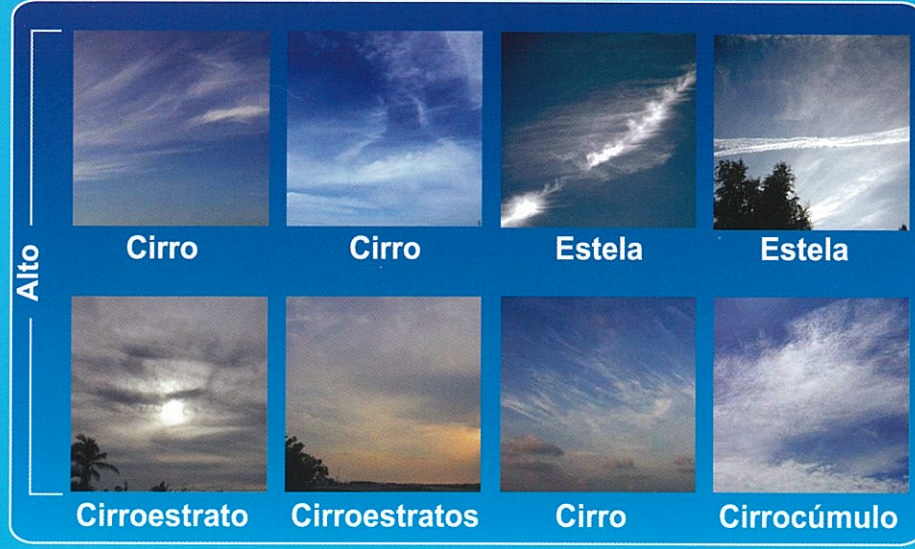 Alto
Cirro
Cirro
Estela
Estela
Cirroestrato
Cirroestratos
Cirro
Cirrocúmulo